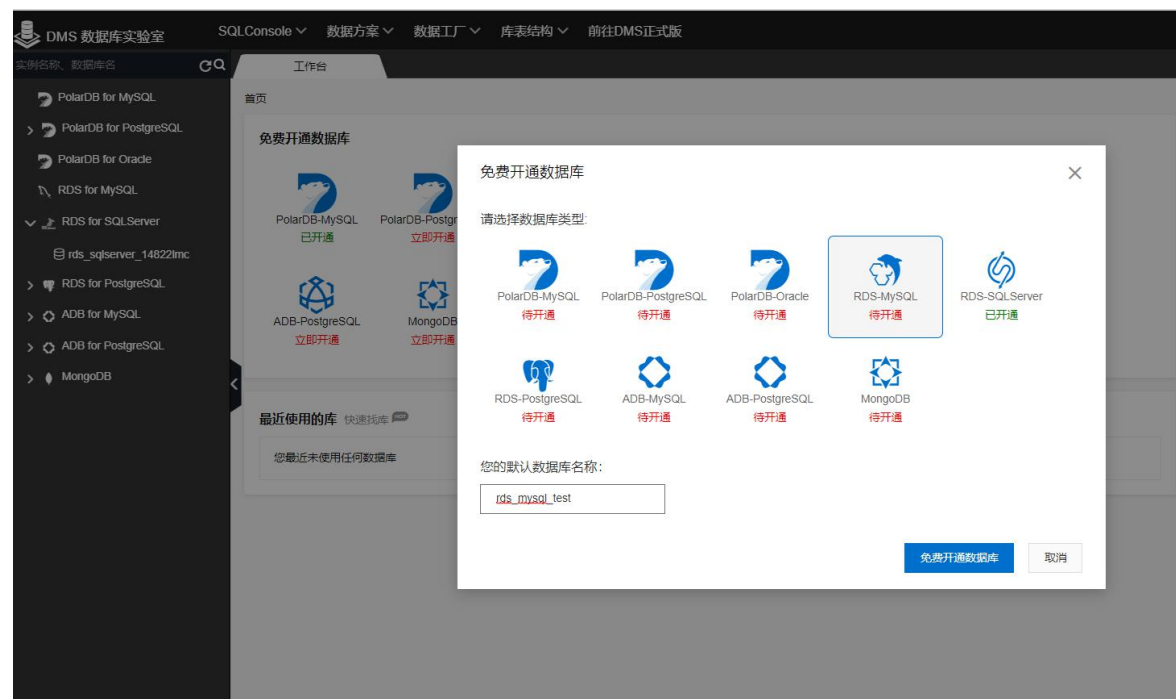 DMS 数据库实验室
SQLConsole 数据方案 数据工厂 库表结构 前往DMS正式版
实例名称、数据库名
工作台
PolarDB for MySQL
PolarDB for PostgreSQL
PolarDB for Oracle
RDS for MySQL
RDS for SQLServer
rds_sqlserver_14822lmc
RDS for PostgreSQL
ADB for MySQL
ADB for PostgreSQL
MongoDB
首页
免费开通数据库
PolarDB-MySQL PolarDB-Postgr
已开通 立即开通
ADB-PostgreSQL MongoDB
立即开通 立即开通
最近使用的库 快速找库
您最近未使用任何数据库
免费开通数据库
请选择数据库类型:
PolarDB-MySQL PolarDB-PostgreSQL PolarDB-Oracle RDS-MySQL RDS-SQLServer
待开通 待开通 待开通 待开通 已开通
RDS-PostgreSQL ADB-MySQL ADB-PostgreSQL MongoDB
待开通 待开通 待开通 待开通
您的默认数据库名称:
rds_mysql_test
免费开通数据库 取消